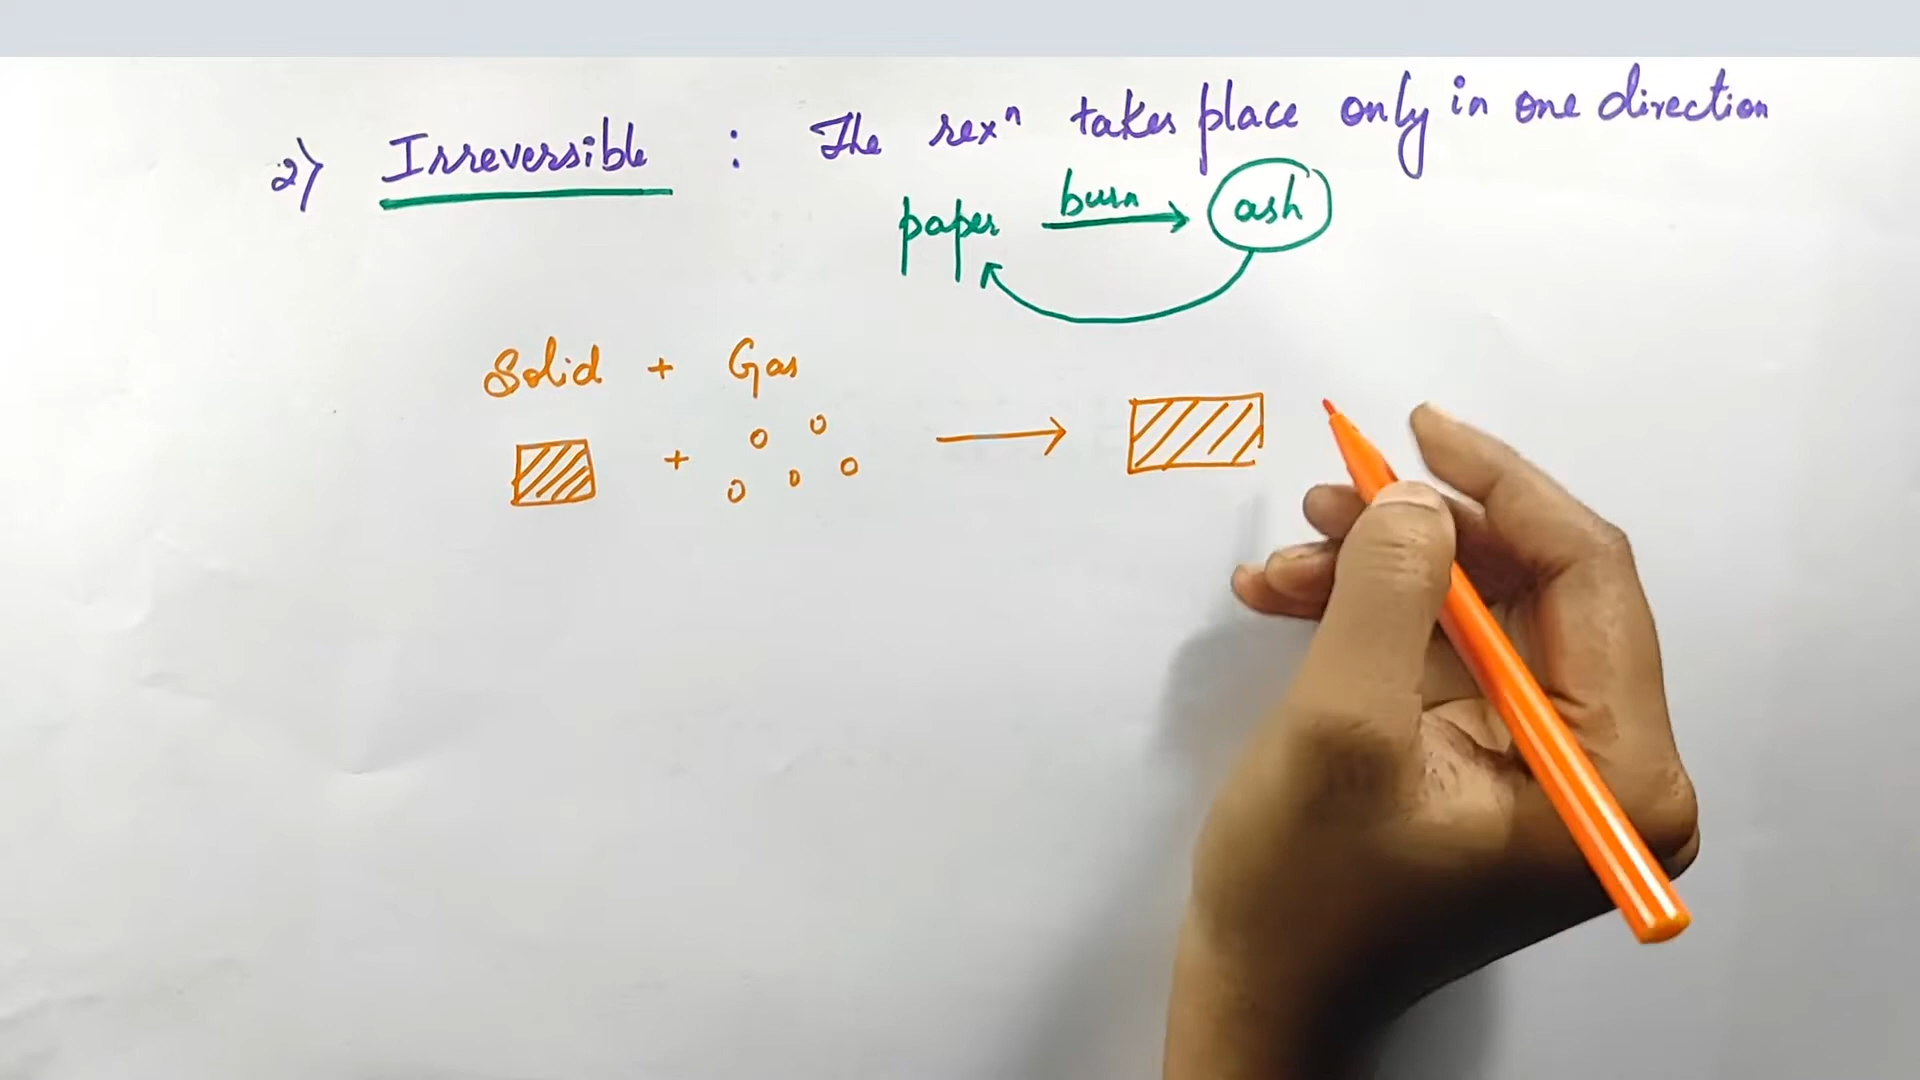 2) Irreversible : The rexⁿ takes place only in one direction
paper burn → ash
Solid + Gas
+ →